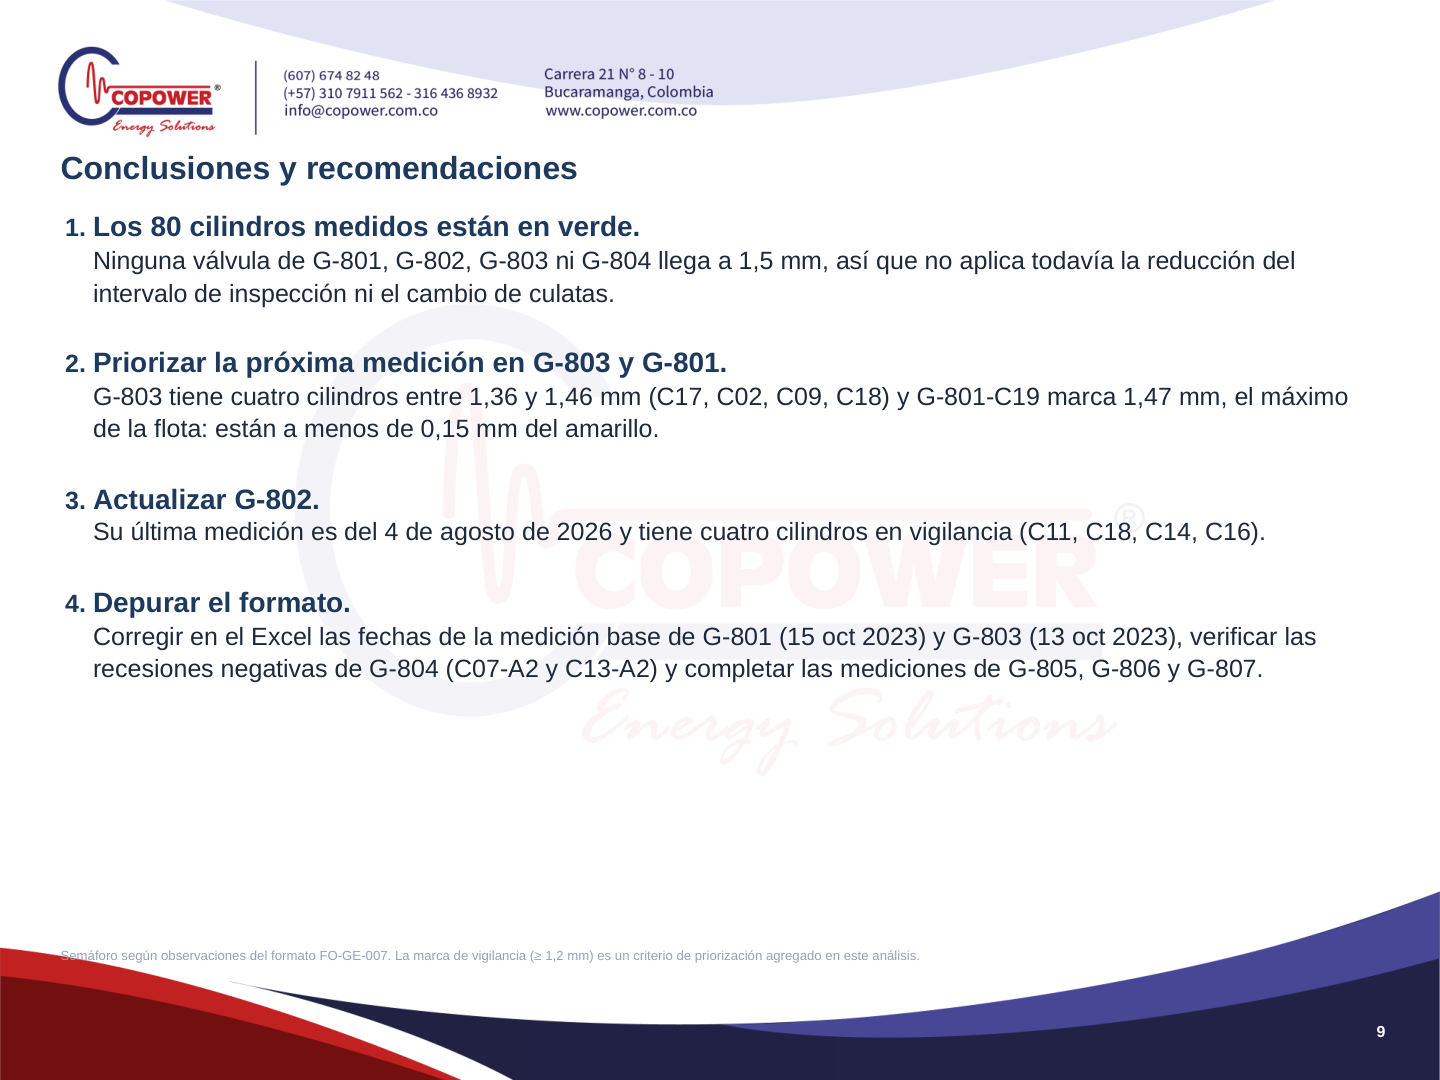 COPOWER®
Energy Solutions
(607) 674 82 48
(+57) 310 7911 562 - 316 436 8932
info@copower.com.co
Carrera 21 N° 8 - 10
Bucaramanga, Colombia
www.copower.com.co
Conclusiones y recomendaciones
1. Los 80 cilindros medidos están en verde.
Ninguna válvula de G-801, G-802, G-803 ni G-804 llega a 1,5 mm, así que no aplica todavía la reducción del
intervalo de inspección ni el cambio de culatas.
2. Priorizar la próxima medición en G-803 y G-801.
G-803 tiene cuatro cilindros entre 1,36 y 1,46 mm (C17, C02, C09, C18) y G-801-C19 marca 1,47 mm, el máximo
de la flota: están a menos de 0,15 mm del amarillo.
3. Actualizar G-802.
Su última medición es del 4 de agosto de 2026 y tiene cuatro cilindros en vigilancia (C11, C18, C14, C16).
4. Depurar el formato.
Corregir en el Excel las fechas de la medición base de G-801 (15 oct 2023) y G-803 (13 oct 2023), verificar las
recesiones negativas de G-804 (C07-A2 y C13-A2) y completar las mediciones de G-805, G-806 y G-807.
COPOWER®
Energy Solutions
Semáforo según observaciones del formato FO-GE-007. La marca de vigilancia (≥ 1,2 mm) es un criterio de priorización agregado en este análisis.
9